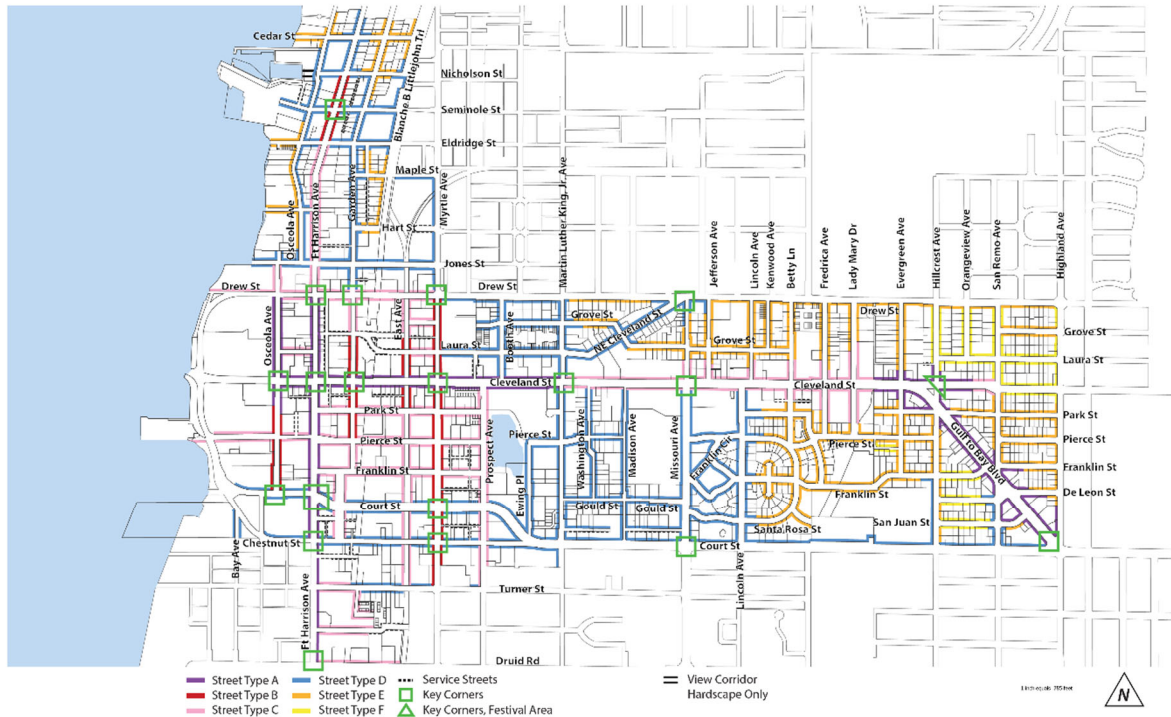 Cedar St
Blanche B Littlejohn Trl
Nicholson St
Seminole St
Eldridge St
Maple St
Garden Ave
Myrtle Ave
Martin Luther King, Jr. Ave
Osceola Ave
Ft Harrison Ave
Hart St
Jones St
Jefferson Ave
Lincoln Ave
Kenwood Ave
Betty Ln
Fredrica Ave
Lady Mary Dr
Evergreen Ave
Hillcrest Ave
Orangeview Ave
San Remo Ave
Highland Ave
Drew St
Drew St
Drew St
Osceola Ave
East Ave
Booth Ave
Grove St
NE Cleveland St
Grove St
Grove St
Laura St
Laura St
Cleveland St
Cleveland St
Park St
Park St
Pierce St
Pierce St
Pierce St
Pierce St
Prospect Ave
Washington Ave
Madison Ave
Missouri Ave
Franklin Cir
Gulf to Bay Blvd
Franklin St
Franklin St
Franklin St
De Leon St
Ewing Pl
Court St
Gould St
Gould St
Santa Rosa St
San Juan St
Bay Ave
Chestnut St
Court St
Lincoln Ave
Turner St
Ft Harrison Ave
Druid Rd
Street Type A
Street Type D
Service Streets
View Corridor
Hardscape Only
Street Type B
Street Type E
Key Corners
Street Type C
Street Type F
Key Corners, Festival Area
1 inch equals 785 feet
N